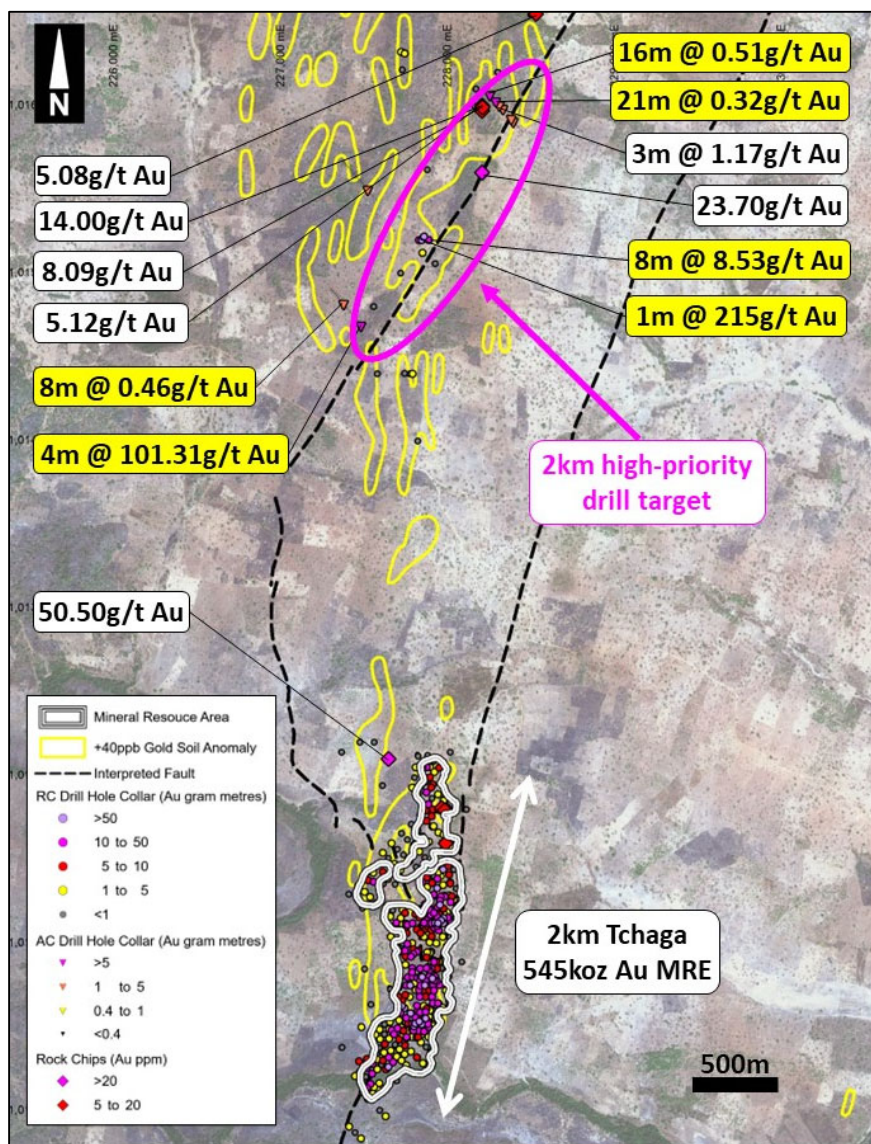 N
226,000 mE
227,000 mE
228,000 mE
16m @ 0.51g/t Au
21m @ 0.32g/t Au
3m @ 1.17g/t Au
23.70g/t Au
8m @ 8.53g/t Au
1m @ 215g/t Au
5.08g/t Au
14.00g/t Au
8.09g/t Au
5.12g/t Au
8m @ 0.46g/t Au
4m @ 101.31g/t Au
2km high-priority
drill target
50.50g/t Au
Mineral Resouce Area
+40ppb Gold Soil Anomaly
Interpreted Fault
RC Drill Hole Collar (Au gram metres)
>50
10 to 50
5 to 10
1 to 5
<1
AC Drill Hole Collar (Au gram metres)
>5
1 to 5
0.4 to 1
<0.4
Rock Chips (Au ppm)
>20
5 to 20
2km Tchaga
545koz Au MRE
500m